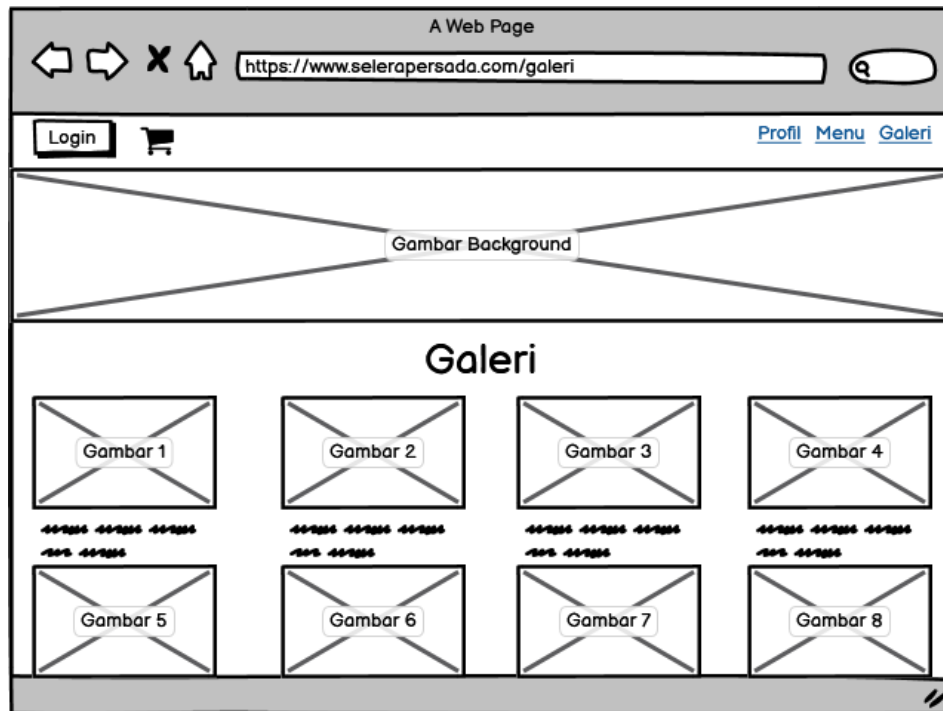 A Web Page
https://www.selerapersada.com/galeri
Login
Profil Menu Galeri
Gambar Background
Galeri
Gambar 1 Gambar 2 Gambar 3 Gambar 4
Gambar 5 Gambar 6 Gambar 7 Gambar 8